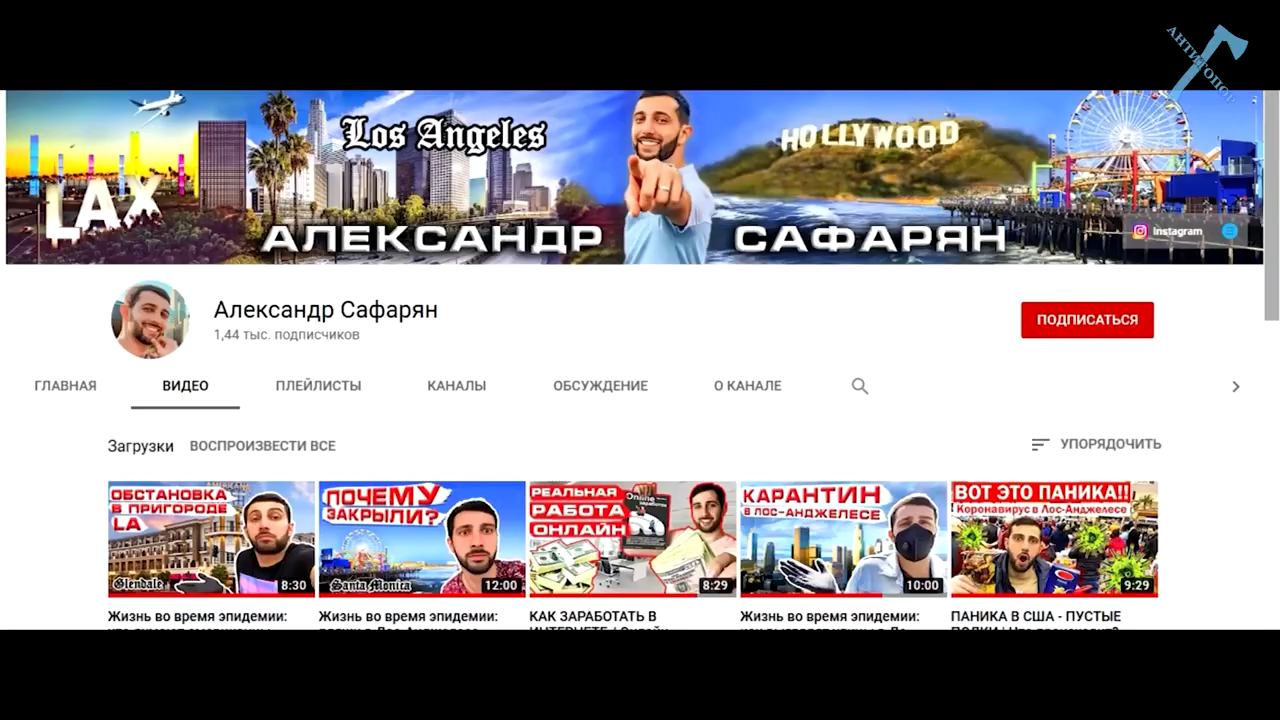 АНТИТОПОР
LAX
Los Angeles
HOLLYWOOD
АЛЕКСАНДР САФАРЯН
Instagram
Александр Сафарян
1,44 тыс. подписчиков
ПОДПИСАТЬСЯ
ГЛАВНАЯ ВИДЕО ПЛЕЙЛИСТЫ КАНАЛЫ ОБСУЖДЕНИЕ О КАНАЛЕ
Загрузки ВОСПРОИЗВЕСТИ ВСЕ
УПОРЯДОЧИТЬ
ОБСТАНОВКА
В ПРИГОРОДЕ
LA
Glendale
8:30
ПОЧЕМУ
ЗАКРЫЛИ?
Santa Monica
12:00
РЕАЛЬНАЯ
РАБОТА
ОНЛАЙН
Online
8:29
КАРАНТИН
В ЛОС-АНДЖЕЛЕСЕ
10:00
ВОТ ЭТО ПАНИКА!!
Коронавирус в Лос-Анджелесе
9:29
Жизнь во время эпидемии:
Жизнь во время эпидемии:
КАК ЗАРАБОТАТЬ В
Жизнь во время эпидемии:
ПАНИКА В США - ПУСТЫЕ